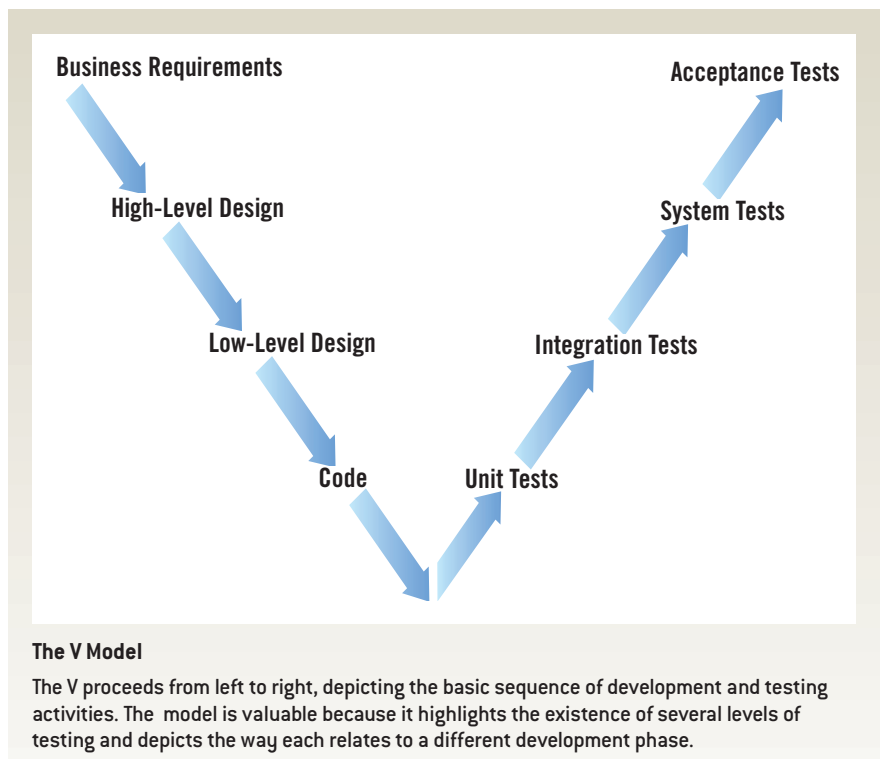 Business Requirements
Acceptance Tests
High-Level Design
System Tests
Low-Level Design
Integration Tests
Code
Unit Tests
The V Model
The V proceeds from left to right, depicting the basic sequence of development and testing
activities. The model is valuable because it highlights the existence of several levels of
testing and depicts the way each relates to a different development phase.